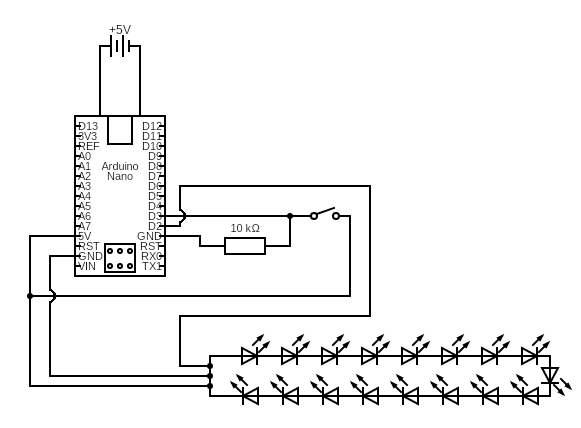 +5V
D13 D12
3V3 D11
REF D10
A0 D9
A1 D8
A2 D7
A3 D6
A4 D5
A5 D4
A6 D3
A7 D2
5V GND
RST RST
GND RX0
VIN TX1
Arduino
Nano
10 kΩ